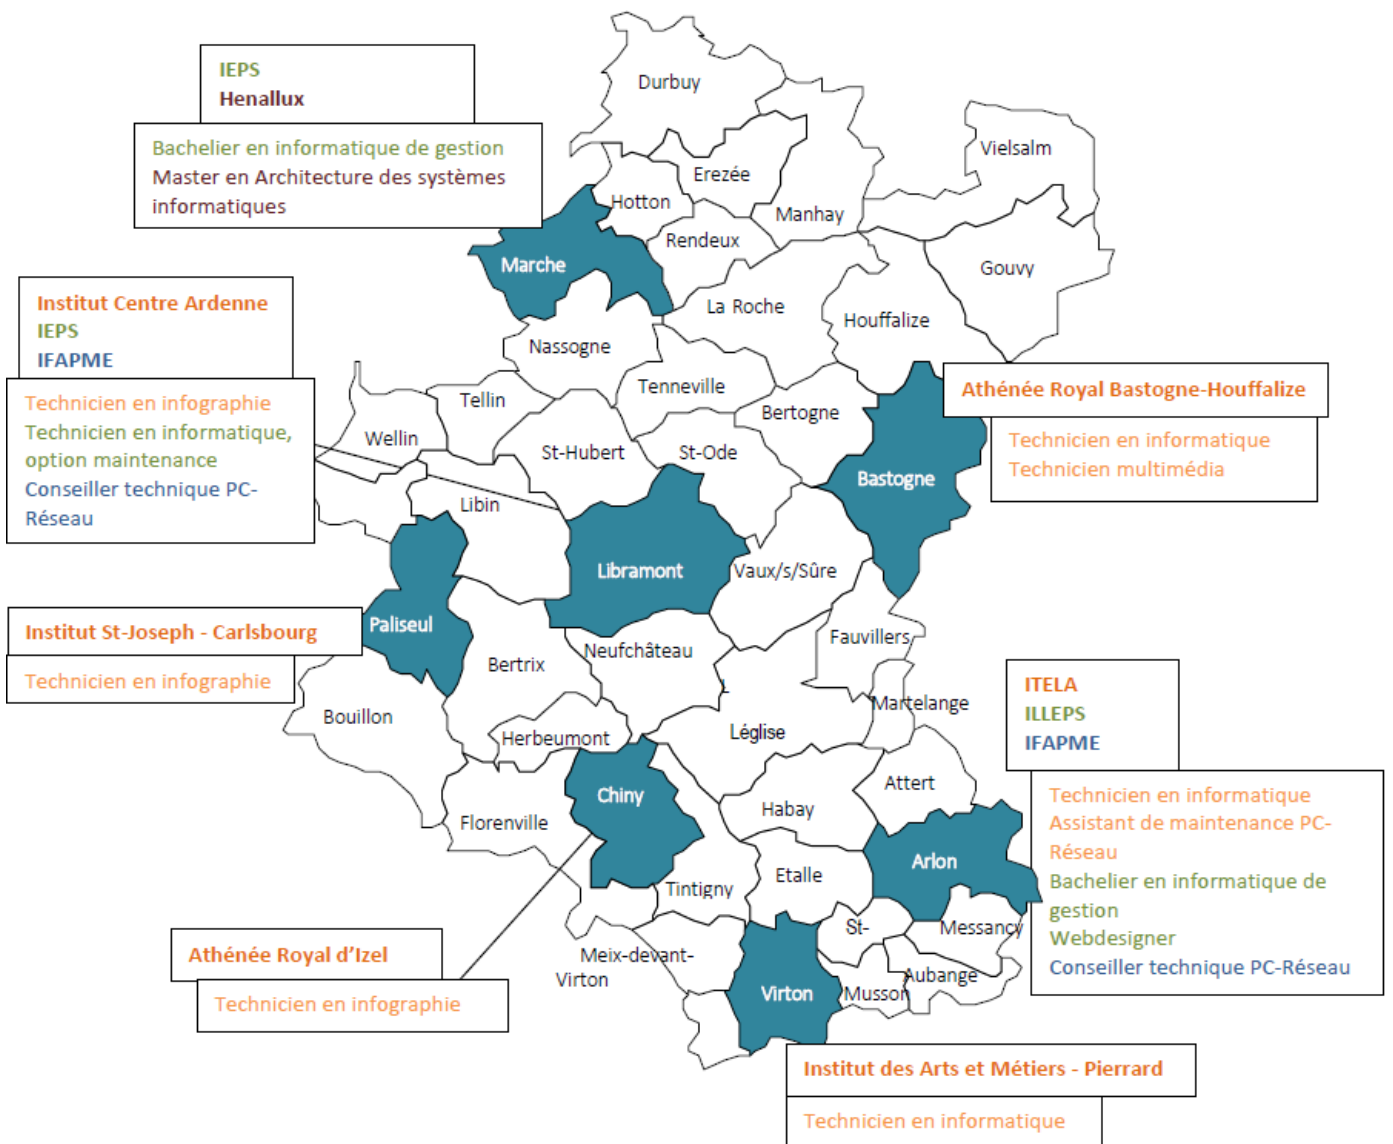 IEPS
Henallux
Bachelier en informatique de gestion
Master en Architecture des systèmes
informatiques
Durbuy
Vielsalm
Erezée
Hotton
Manhay
Rendeux
Marche
Gouvy
La Roche
Houffalize
Nassogne
Institut Centre Ardenne
IEPS
IFAPME
Technicien en infographie
Technicien en informatique,
option maintenance
Conseiller technique PC-
Réseau
Tenneville
Tellin
Bertogne
Wellin
St-Hubert
St-Ode
Athénée Royal Bastogne-Houffalize
Technicien en informatique
Technicien multimédia
Bastogne
Libin
Libramont
Vaux/s/Sûre
Institut St-Joseph - Carlsbourg
Technicien en infographie
Paliseul
Fauvillers
Neufchâteau
Bertrix
L
Martelange
Bouillon
Herbeumont
Léglise
ITELA
ILLEPS
IFAPME
Technicien en informatique
Assistant de maintenance PC-
Réseau
Bachelier en informatique de
gestion
Webdesigner
Conseiller technique PC-Réseau
Attert
Chiny
Habay
Florenville
Arlon
Etalle
Tintigny
St-
Messancy
Athénée Royal d’Izel
Technicien en infographie
Meix-devant-
Virton
Aubange
Virton
Musson
Institut des Arts et Métiers - Pierrard
Technicien en informatique